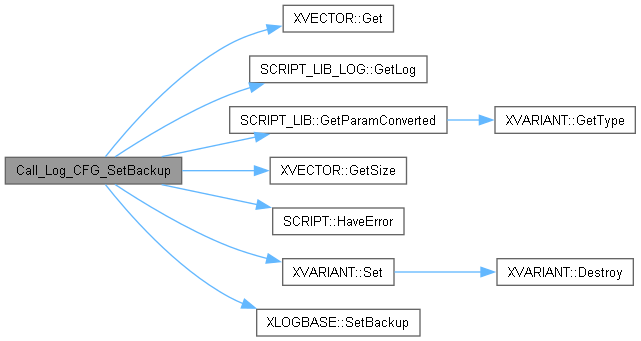 XVECTOR::Get
SCRIPT_LIB_LOG::GetLog
SCRIPT_LIB::GetParamConverted
XVARIANT::GetType
Call_Log_CFG_SetBackup
XVECTOR::GetSize
SCRIPT::HaveError
XVARIANT::Set
XVARIANT::Destroy
XLOGBASE::SetBackup